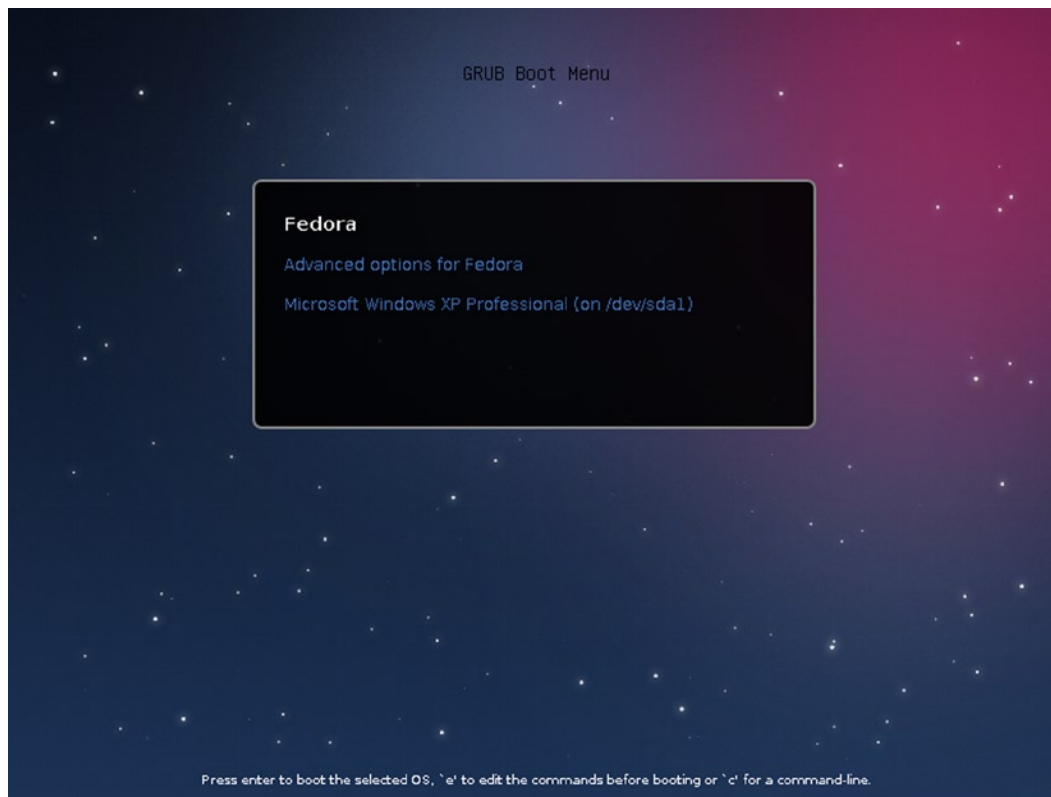 GRUB Boot Menu
Fedora
Advanced options for Fedora
Microsoft Windows XP Professional (on /dev/sda1)
Press enter to boot the selected OS, `e' to edit the commands before booting or `c' for a command-line.